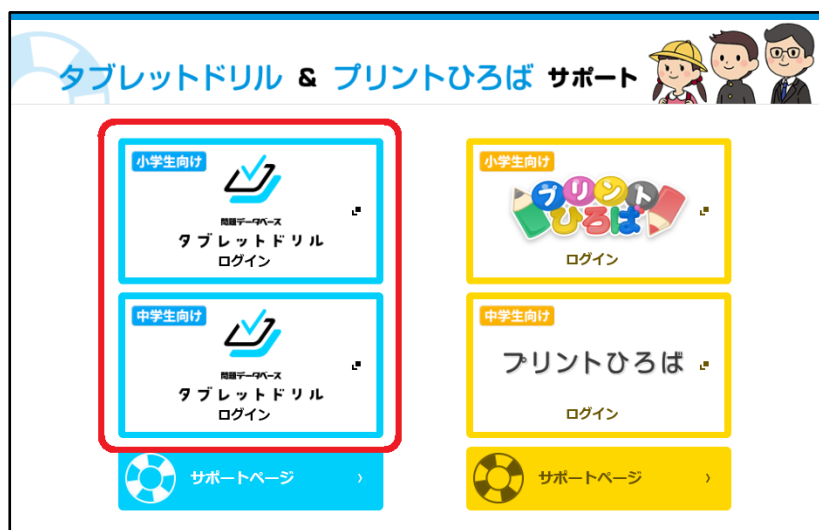 タブレットドリル & プリントひろば サポート
小学生向け
問題データベース
タブレットドリル
ログイン
中学生向け
問題データベース
タブレットドリル
ログイン
サポートページ
小学生向け
プリント
ひろば
ログイン
中学生向け
プリントひろば
ログイン
サポートページ